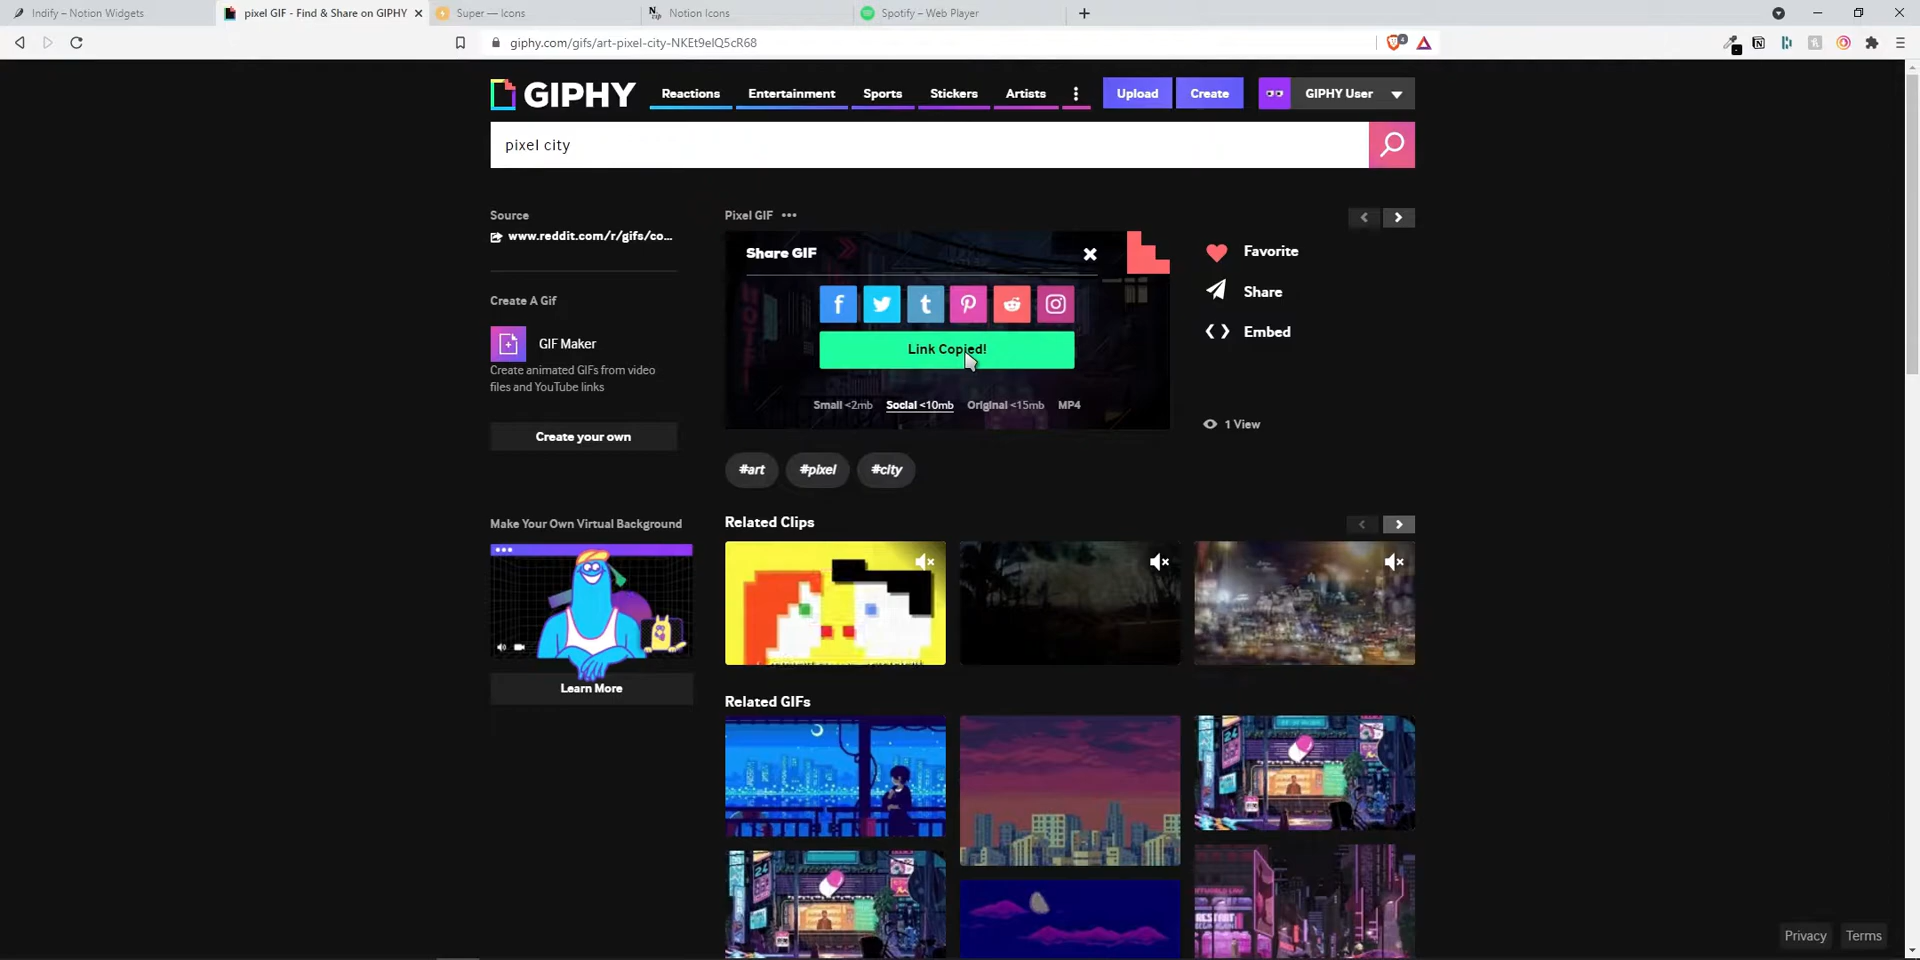 Indify – Notion Widgets
pixel GIF - Find & Share on GIPHY
Super — Icons
Notion Icons
Spotify – Web Player
giphy.com/gifs/art-pixel-city-NKEt9elQ5cR68
4
GIPHY
Reactions
Entertainment
Sports
Stickers
Artists
Upload
Create
GIPHY User
pixel city
Source
www.reddit.com/r/gifs/co...
Create A Gif
GIF Maker
Create animated GIFs from video
files and YouTube links
Create your own
Make Your Own Virtual Background
Learn More
Pixel GIF
Share GIF
Link Copied!
Small <2mb
Social <10mb
Original <15mb
MP4
Favorite
Share
Embed
1 View
#art
#pixel
#city
Related Clips
Related GIFs
Privacy
Terms